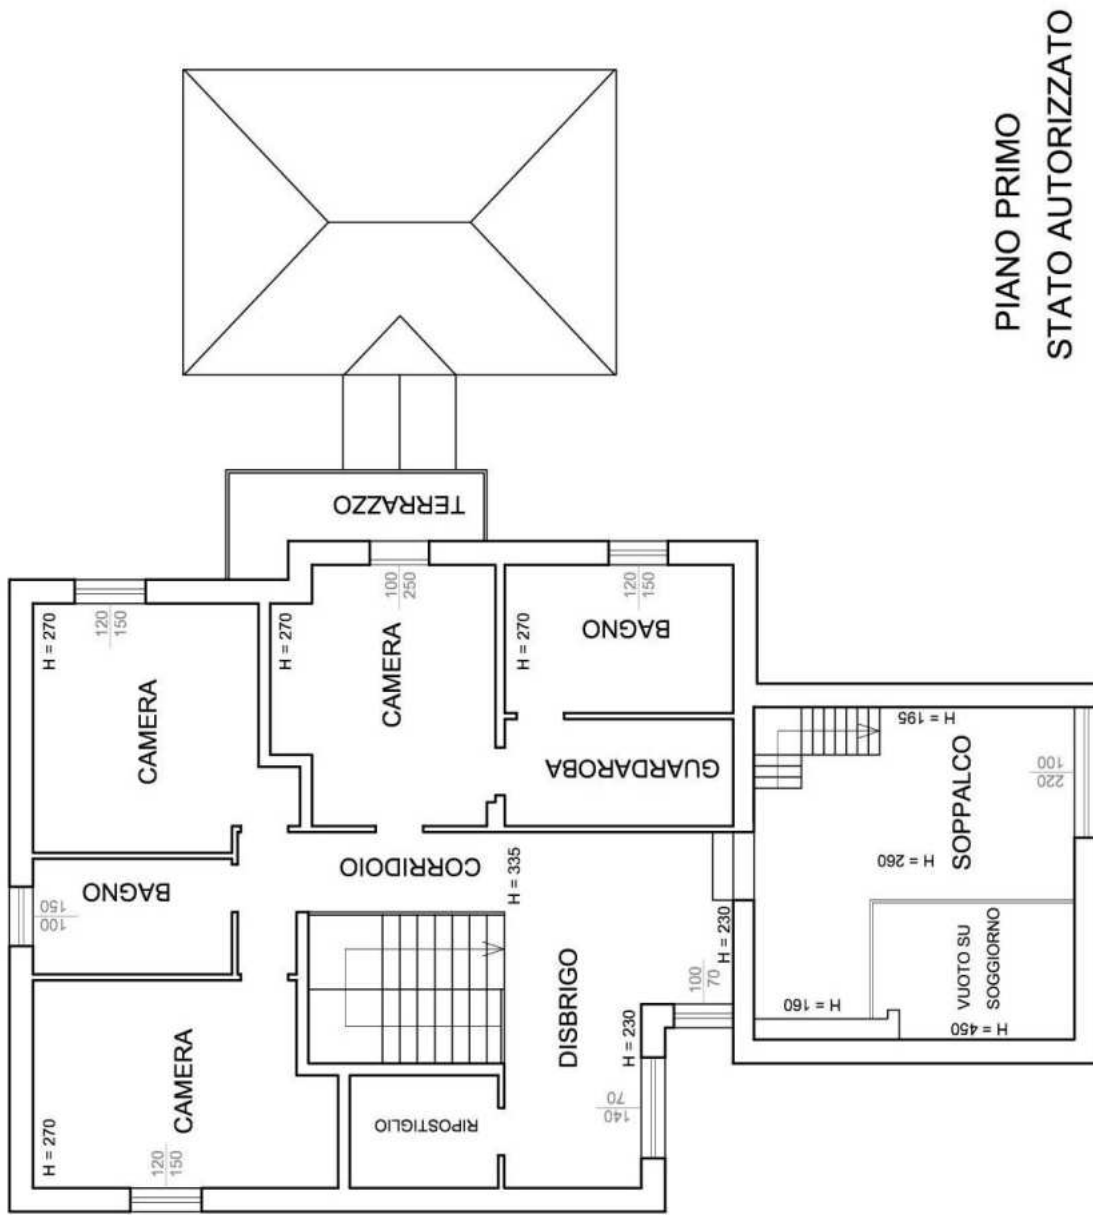 PIANO PRIMO
STATO AUTORIZZATO
TERRAZZO
H = 270
120
150
CAMERA
H = 270
100
250
CAMERA
H = 270
120
150
BAGNO
GUARDAROBA
BAGNO
100
150
CORRIDOIO
H = 335
H = 195
SOPPALCO
220
100
H = 260
VUOTO SU
SOGGIORNO
H = 160
H = 450
DISBRIGO
H = 230
100
70
H = 230
140
70
RIPOSTIGLIO
CAMERA
H = 270
120
150